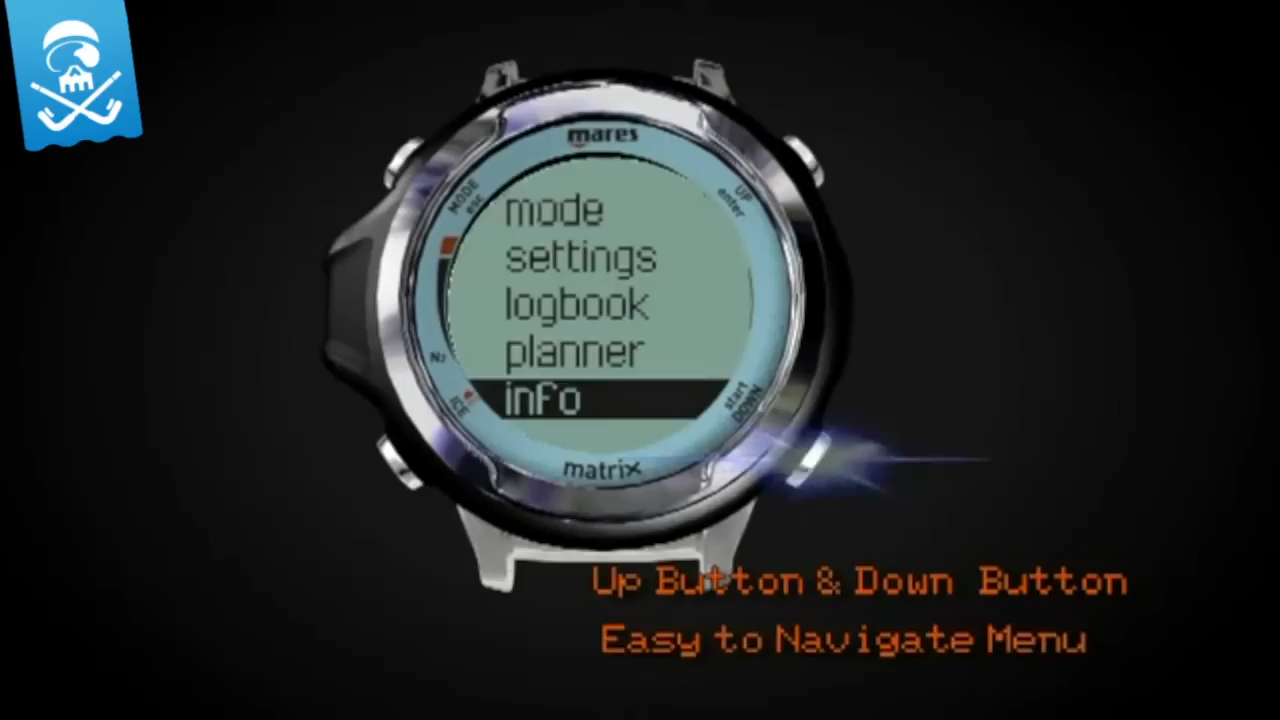 mares
MODE
esc
UP
enter
mode
settings
logbook
planner
info
N₂
ICE
start
DOWN
matrix
Up Button & Down Button
Easy to Navigate Menu